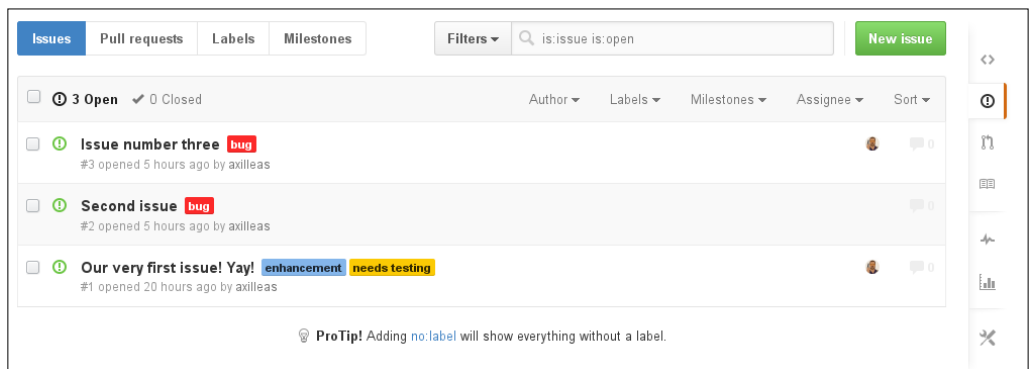 Issues Pull requests Labels Milestones Filters is:issue is:open New issue
3 Open 0 Closed Author Labels Milestones Assignee Sort
Issue number three bug 0
#3 opened 5 hours ago by axilleas
Second issue bug 0
#2 opened 5 hours ago by axilleas
Our very first issue! Yay! enhancement needs testing 0
#1 opened 20 hours ago by axilleas
ProTip! Adding no:label will show everything without a label.